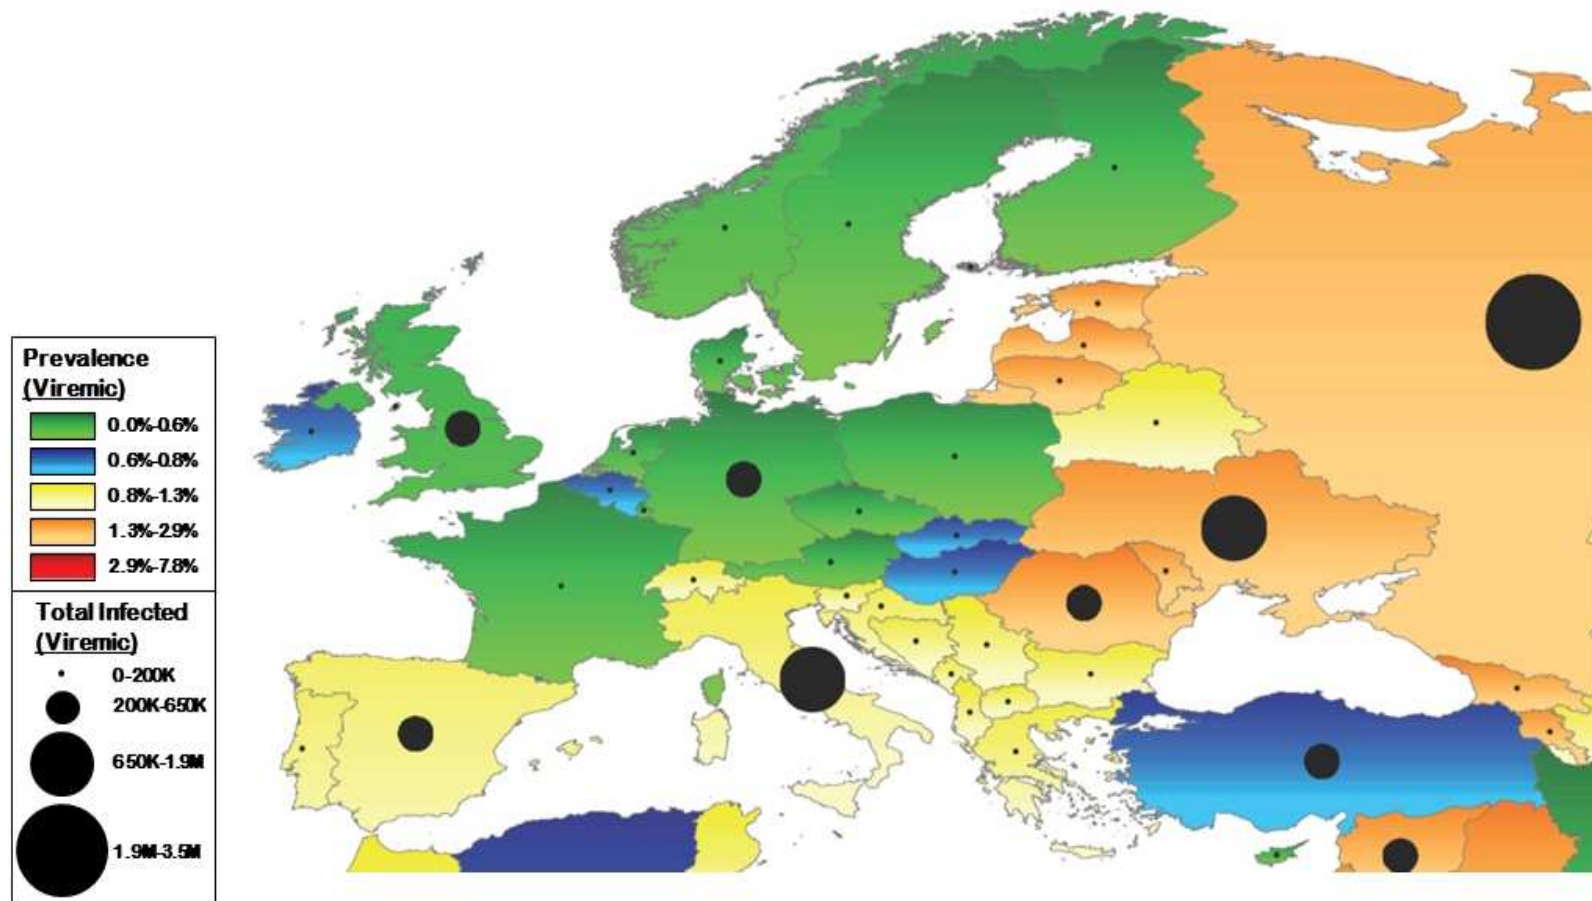 Prevalence
(Viremic)
0.0%-0.6%
0.6%-0.8%
0.8%-1.3%
1.3%-2.9%
2.9%-7.8%
Total Infected
(Viremic)
0-200K
200K-650K
650K-1.9M
1.9M-3.5M